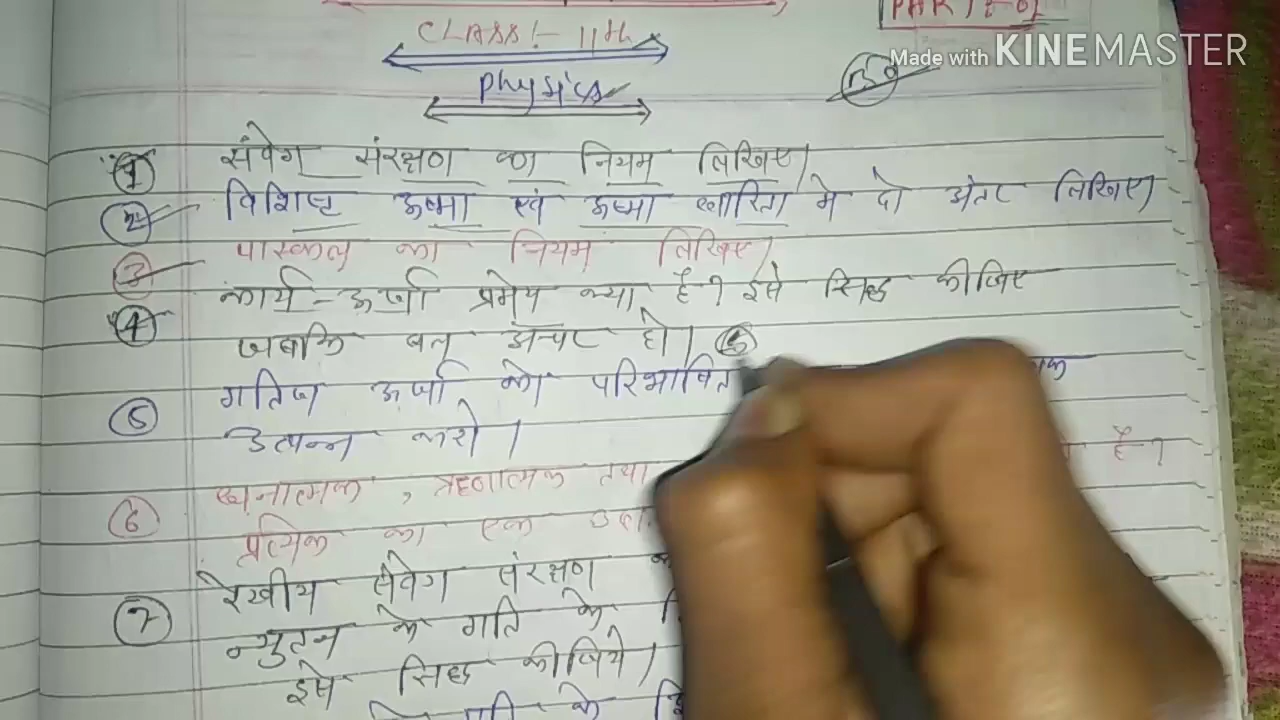 PART-01
CLASS:- 11th
Made with KINEMASTER
physics
① संवेग संरक्षण का नियम लिखिए।
② विशिष्ट ऊष्मा एवं ऊष्मा धारिता मे दो अंतर लिखिए।
③ पास्कल का नियम लिखिए।
④ कार्य-ऊर्जा प्रमेय क्या है? इसे सिद्ध कीजिए
जबकि बल अचर हो।
⑤ गतिज ऊर्जा को परिभाषित
उत्पन्न करो।
⑥ धनात्मक, ऋणात्मक तथा है?
प्रत्येक का एक
⑦ रेखीय संवेग संरक्षण
न्युटन के गति के
इसे सिद्ध कीजिये।